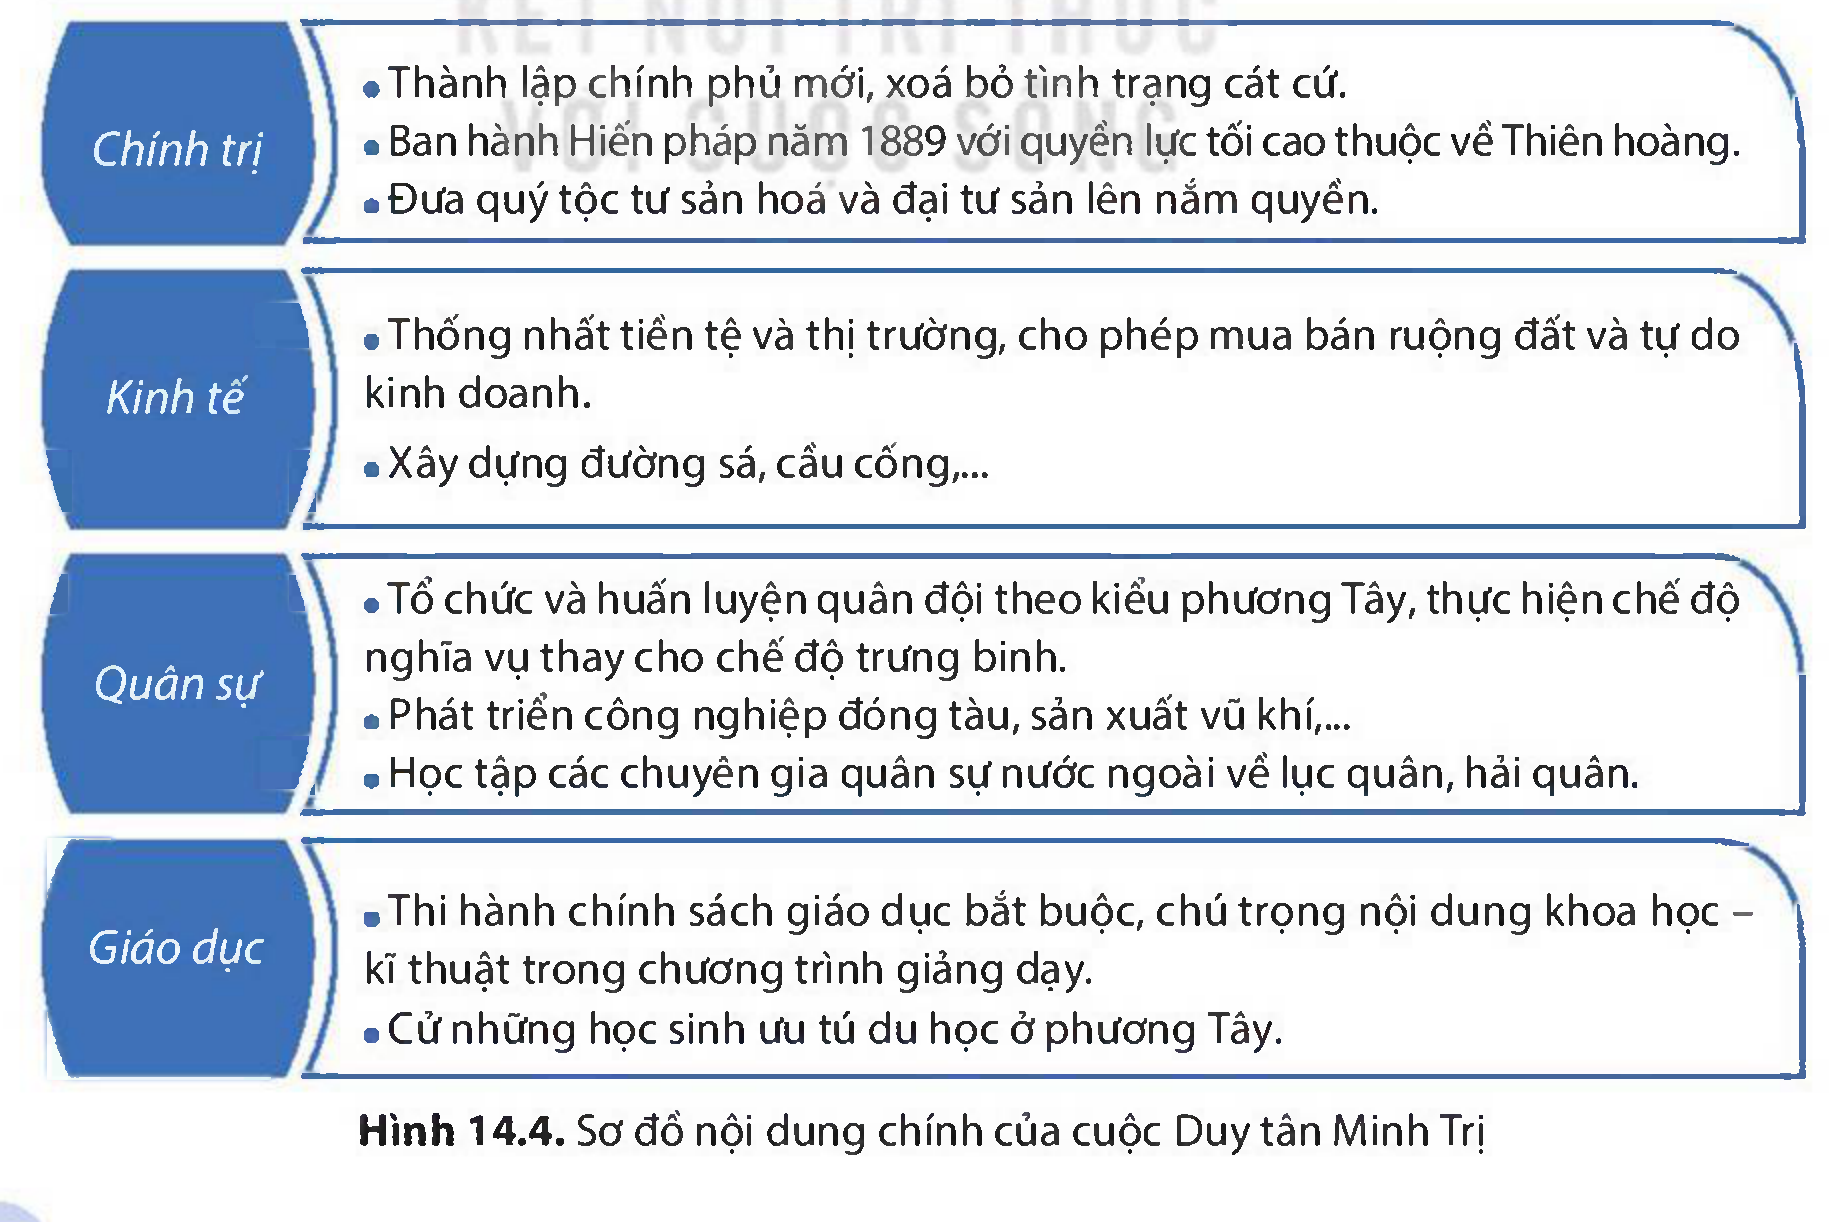 KẾT NỐI TRI THỨC
VỚI CUỘC SỐNG
Chính trị
• Thành lập chính phủ mới, xoá bỏ tình trạng cát cứ.
• Ban hành Hiến pháp năm 1889 với quyền lực tối cao thuộc về Thiên hoàng.
• Đưa quý tộc tư sản hoá và đại tư sản lên nắm quyền.
Kinh tế
• Thống nhất tiền tệ và thị trường, cho phép mua bán ruộng đất và tự do
kinh doanh.
• Xây dựng đường sá, cầu cống,...
Quân sự
• Tổ chức và huấn luyện quân đội theo kiểu phương Tây, thực hiện chế độ
nghĩa vụ thay cho chế độ trưng binh.
• Phát triển công nghiệp đóng tàu, sản xuất vũ khí,...
• Học tập các chuyên gia quân sự nước ngoài về lục quân, hải quân.
Giáo dục
• Thi hành chính sách giáo dục bắt buộc, chú trọng nội dung khoa học –
kĩ thuật trong chương trình giảng dạy.
• Cử những học sinh ưu tú du học ở phương Tây.
Hình 14.4. Sơ đồ nội dung chính của cuộc Duy tân Minh Trị